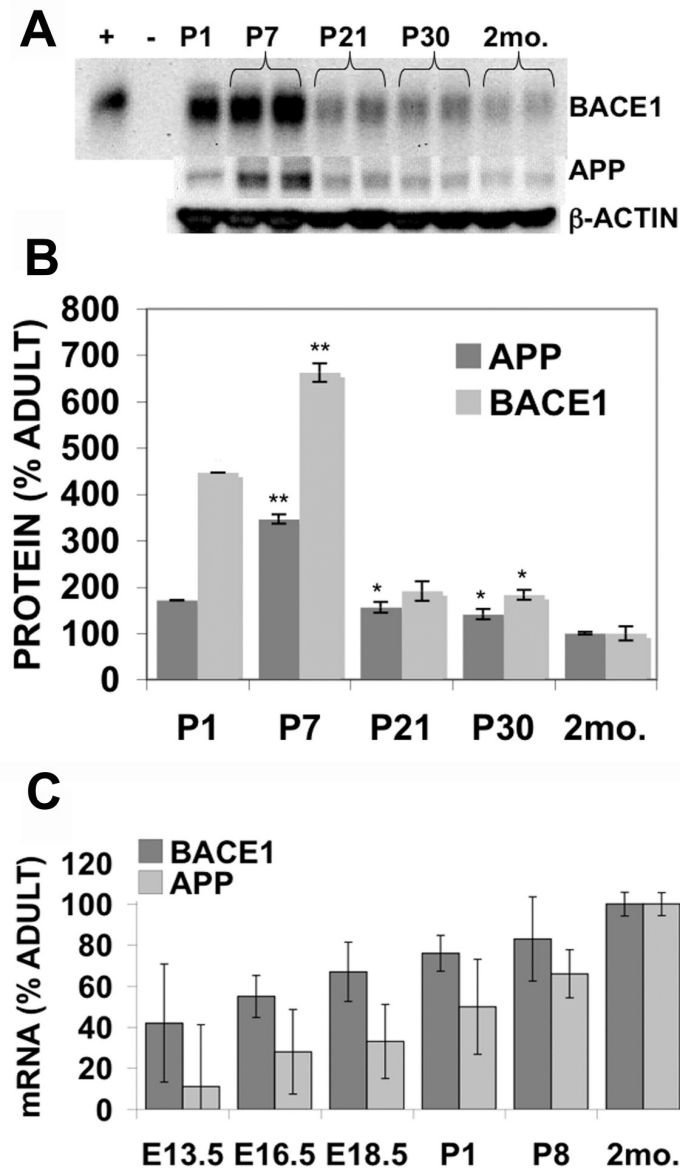 A
+ - P1 P7 P21 P30 2mo.
BACE1
APP
β-ACTIN
B
PROTEIN (% ADULT)
800
700
600
500
400
300
200
100
0
APP
BACE1
**
**
*
*
*
P1 P7 P21 P30 2mo.
C
mRNA (% ADULT)
BACE1
APP
120
100
80
60
40
20
0
E13.5 E16.5 E18.5 P1 P8 2mo.